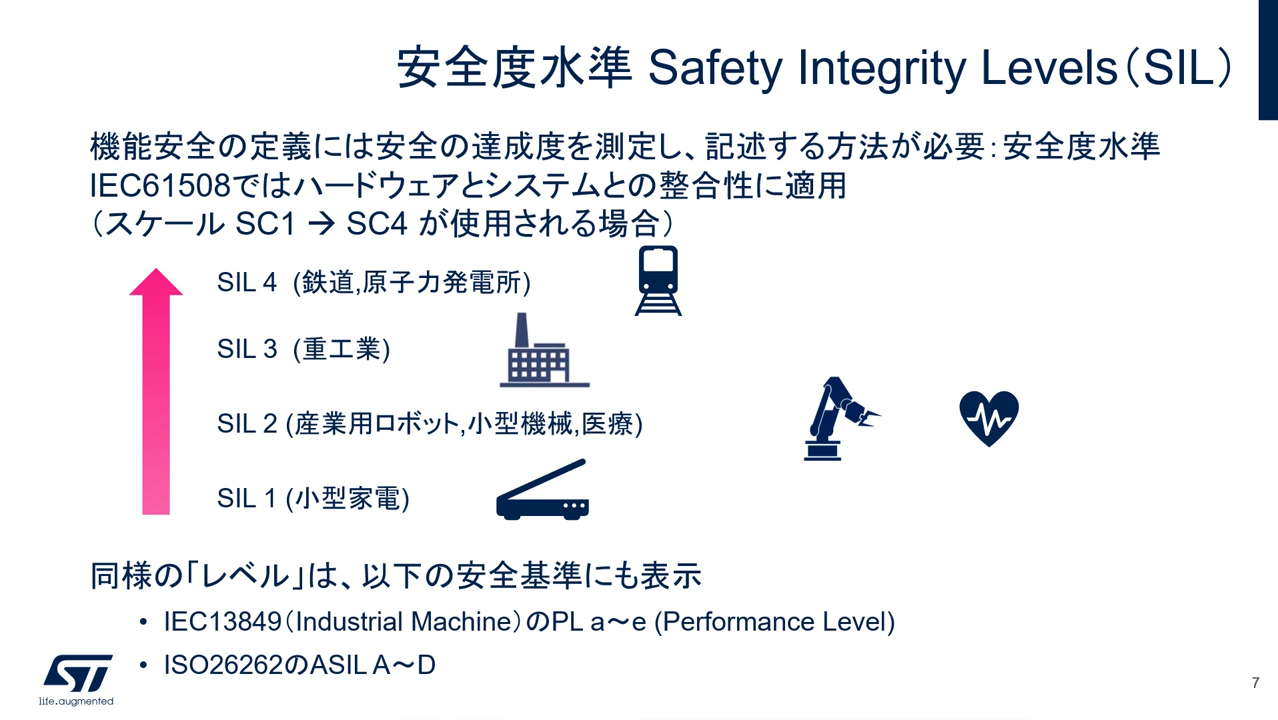 安全度水準 Safety Integrity Levels（SIL）
機能安全の定義には安全の達成度を測定し、記述する方法が必要：安全度水準
IEC61508ではハードウェアとシステムとの整合性に適用
（スケール SC1 → SC4 が使用される場合）
SIL 4 (鉄道,原子力発電所)
SIL 3 (重工業)
SIL 2 (産業用ロボット,小型機械,医療)
SIL 1 (小型家電)
同様の「レベル」は、以下の安全基準にも表示
• IEC13849（Industrial Machine）のPL a～e (Performance Level)
• ISO26262のASIL A～D
ST
life.augmented
7